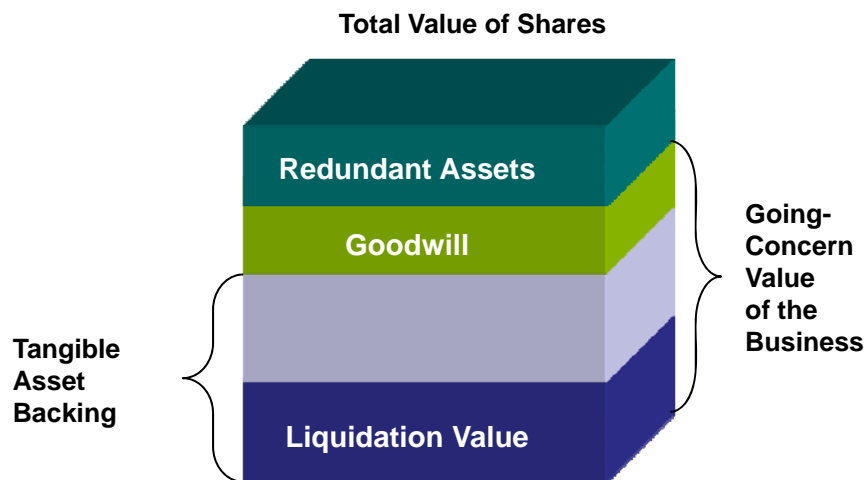 Total Value of Shares
Redundant Assets
Goodwill
Going-
Concern
Value
of the
Business
Tangible
Asset
Backing
Liquidation Value